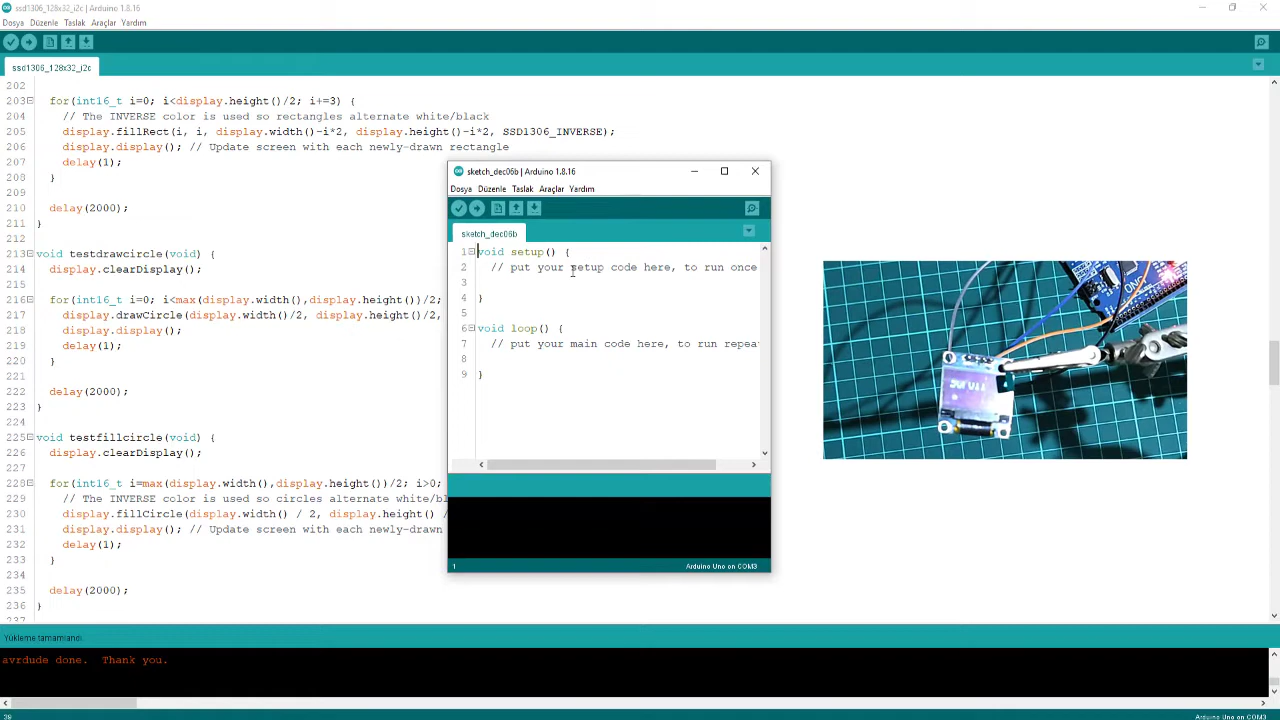 ssd1306_128x32_i2c | Arduino 1.8.16
Dosya Düzenle Taslak Araçlar Yardım
ssd1306_128x32_i2c
202
203 for(int16_t i=0; i<display.height()/2; i+=3) {
204 // The INVERSE color is used so rectangles alternate white/black
205 display.fillRect(i, i, display.width()-i*2, display.height()-i*2, SSD1306_INVERSE);
206 display.display(); // Update screen with each newly-drawn rectangle
207 delay(1);
208 }
209
210 delay(2000);
211 }
213 void testdrawcircle(void) {
214 display.clearDisplay();
215
216 for(int16_t i=0; i<max(display.width(),display.height())/2;
217 display.drawCircle(display.width()/2, display.height()/2,
218 display.display();
219 delay(1);
220 }
221
222 delay(2000);
223 }
224
225 void testfillcircle(void) {
226 display.clearDisplay();
227
228 for(int16_t i=max(display.width(),display.height())/2; i>0;
229 // The INVERSE color is used so circles alternate white/bl
230 display.fillCircle(display.width() / 2, display.height() /
231 display.display(); // Update screen with each newly-drawn
232 delay(1);
233 }
234
235 delay(2000);
236 }
237
Yükleme tamamlandı.
avrdude done. Thank you.
38
Arduino Uno on COM3
sketch_dec06b | Arduino 1.8.16
Dosya Düzenle Taslak Araçlar Yardım
sketch_dec06b
1 void setup() {
2 // put your setup code here, to run once
3
4 }
5
6 void loop() {
7 // put your main code here, to run repea
8
9 }
1
Arduino Uno on COM3